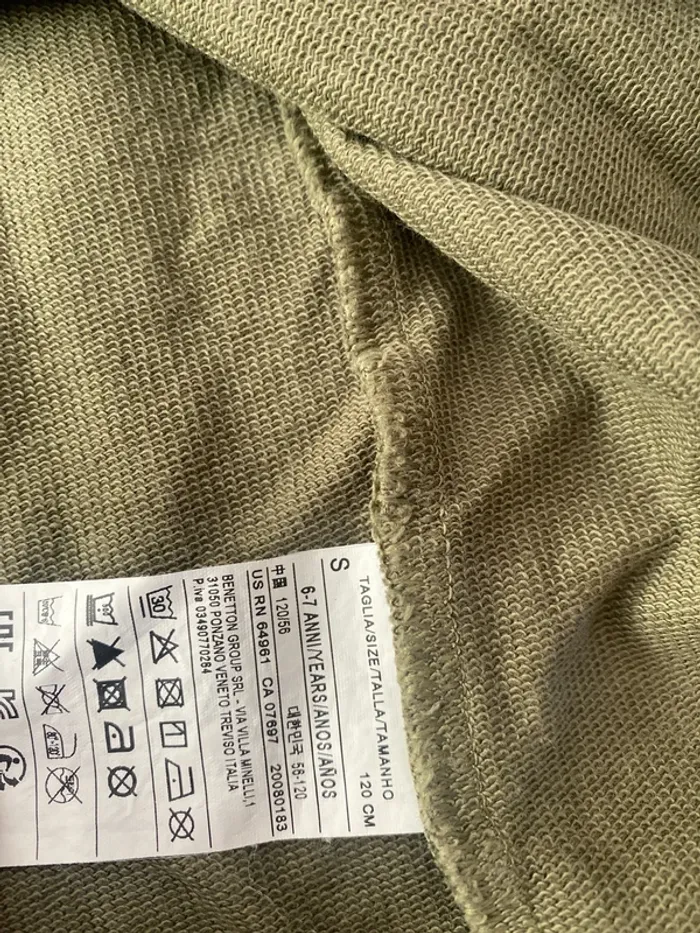 TAGLIA/SIZE/TALLA/TAMANHO
120 CM
S
6-7 ANNI/YEARS/ANOS/AÑOS
中国 120/56 대한민국 56-120
US RN 64961 CA 07697 20080183
BENETTON GROUP SRL - VIA VILLA MINELLI,1
31050 PONZANO VENETO TREVISO ITALIA
P.iva 03490770264
30